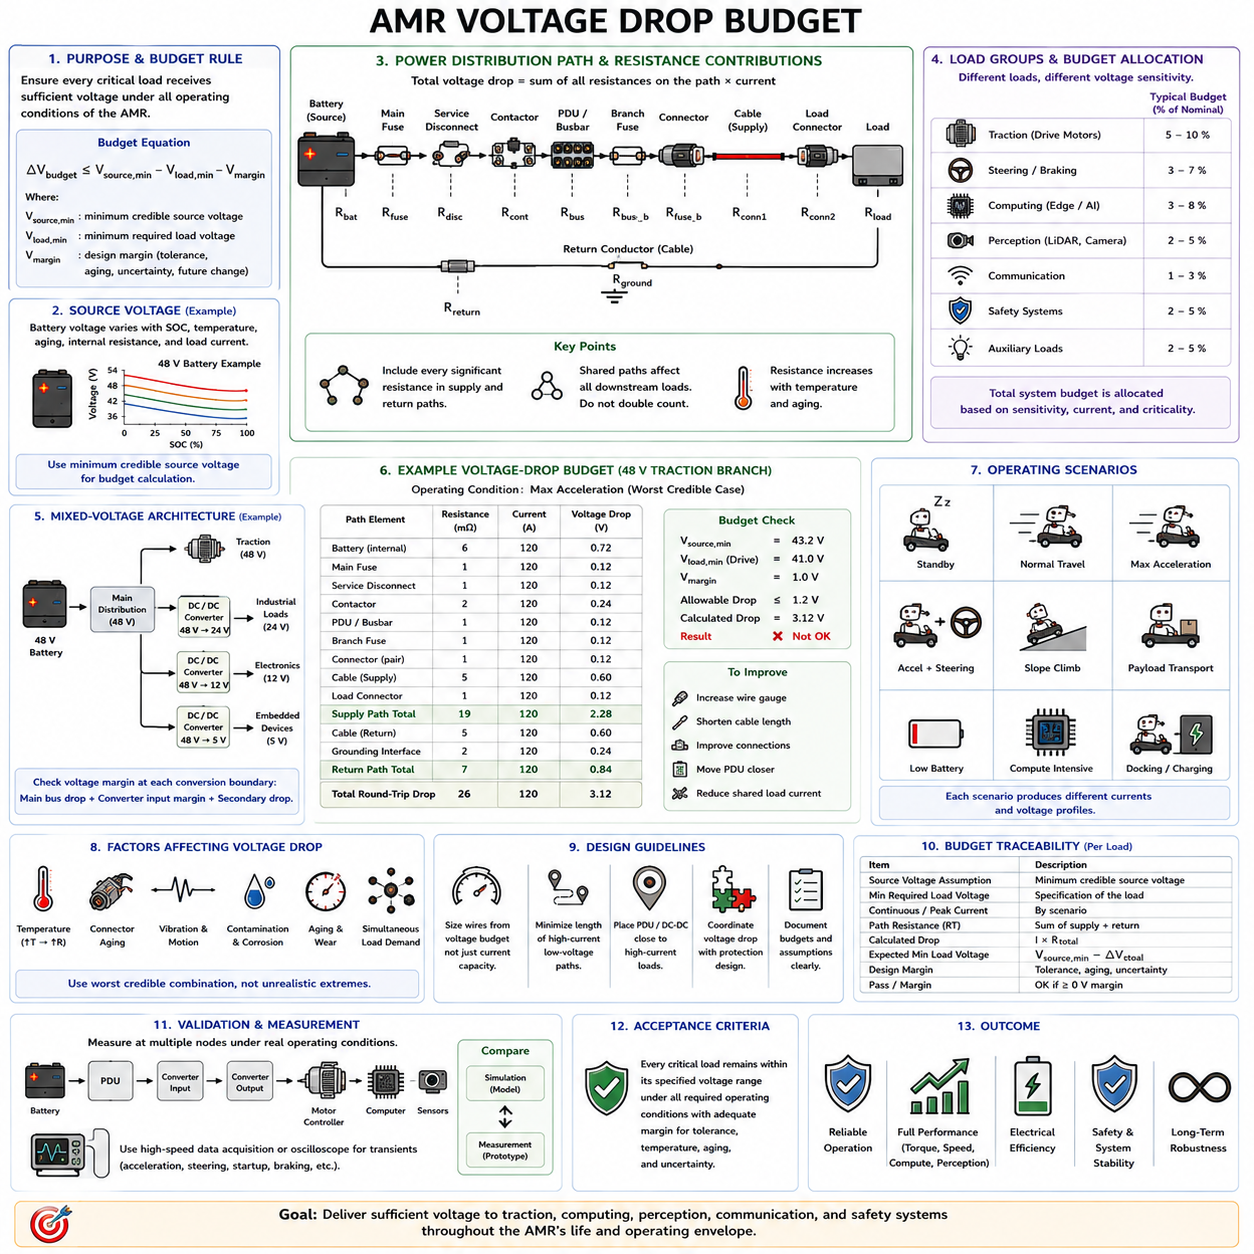 AMR VOLTAGE DROP BUDGET
1. PURPOSE & BUDGET RULE
Ensure every critical load receives
sufficient voltage under all operating
conditions of the AMR.
Budget Equation
ΔVbudget ≤ Vsource,min − Vload,min − Vmargin
Where:
Vsource,min : minimum credible source voltage
Vload,min : minimum required load voltage
Vmargin : design margin (tolerance,
aging, uncertainty, future change)
2. SOURCE VOLTAGE (Example)
Battery voltage varies with SOC, temperature,
aging, internal resistance, and load current.
48 V Battery Example
Voltage (V)
54
48
42
36
0 25 50 75 100
SOC (%)
Use minimum credible source voltage
for budget calculation.
3. POWER DISTRIBUTION PATH & RESISTANCE CONTRIBUTIONS
Total voltage drop = sum of all resistances on the path × current
Battery (Source)
Main Fuse
Service Disconnect
Contactor
PDU / Busbar
Branch Fuse
Connector
Cable (Supply)
Load Connector
Load
Rbat Rfuse Rdisc Rcont Rbus Rbus_b Rfuse_b Rconn1 Rconn2 Rload
Return Conductor (Cable)
Rground
Rreturn
Key Points
Include every significant
resistance in supply and
return paths.
Shared paths affect
all downstream loads.
Do not double count.
Resistance increases
with temperature
and aging.
4. LOAD GROUPS & BUDGET ALLOCATION
Different loads, different voltage sensitivity.
Typical Budget
(% of Nominal)
Traction (Drive Motors) 5 – 10 %
Steering / Braking 3 – 7 %
Computing (Edge / AI) 3 – 8 %
Perception (LiDAR, Camera) 2 – 5 %
Communication 1 – 3 %
Safety Systems 2 – 5 %
Auxiliary Loads 2 – 5 %
Total system budget is allocated
based on sensitivity, current, and criticality.
5. MIXED-VOLTAGE ARCHITECTURE (Example)
48 V
Battery
Main
Distribution
(48 V)
Traction
(48 V)
DC / DC
Converter
48 V → 24 V
Industrial
Loads
(24 V)
DC / DC
Converter
48 V → 12 V
Electronics
(12 V)
DC / DC
Converter
48 V → 5 V
Embedded
Devices
(5 V)
Check voltage margin at each conversion boundary:
Main bus drop + Converter input margin + Secondary drop.
6. EXAMPLE VOLTAGE-DROP BUDGET (48 V TRACTION BRANCH)
Operating Condition: Max Acceleration (Worst Credible Case)
Path Element Resistance (mΩ) Current (A) Voltage Drop (V)
Battery (internal) 6 120 0.72
Main Fuse 1 120 0.12
Service Disconnect 1 120 0.12
Contactor 2 120 0.24
PDU / Busbar 1 120 0.12
Branch Fuse 1 120 0.12
Connector (pair) 1 120 0.12
Cable (Supply) 5 120 0.60
Load Connector 1 120 0.12
Supply Path Total 19 120 2.28
Cable (Return) 5 120 0.60
Grounding Interface 2 120 0.24
Return Path Total 7 120 0.84
Total Round-Trip Drop 26 120 3.12
Budget Check
Vsource,min = 43.2 V
Vload,min (Drive) = 41.0 V
Vmargin = 1.0 V
Allowable Drop ≤ 1.2 V
Calculated Drop = 3.12 V
Result ✗ Not OK
To Improve
Increase wire gauge
Shorten cable length
Improve connections
Move PDU closer
Reduce shared load current
7. OPERATING SCENARIOS
Zz
Standby
Normal Travel
Max Acceleration
+
Accel + Steering
Slope Climb
Payload Transport
Low Battery
Compute Intensive
Docking / Charging
Each scenario produces different currents
and voltage profiles.
8. FACTORS AFFECTING VOLTAGE DROP
Temperature
(↑T → ↑R)
Connector
Aging
Vibration &
Motion
Contamination
& Corrosion
Aging &
Wear
Simultaneous
Load Demand
Use worst credible combination, not unrealistic extremes.
9. DESIGN GUIDELINES
Size wires from
voltage budget
not just current
capacity.
Minimize length
of high-current
low-voltage
paths.
Place PDU / DC-DC
close to
high-current
loads.
Coordinate
voltage drop
with protection
design.
Document
budgets and
assumptions
clearly.
10. BUDGET TRACEABILITY (Per Load)
Item Description
Source Voltage Assumption Minimum credible source voltage
Min Required Load Voltage Specification of the load
Continuous / Peak Current By scenario
Path Resistance (RT) Sum of supply + return
Calculated Drop I × Rtotal
Expected Min Load Voltage Vsource,min − ΔVctoal
Design Margin Tolerance, aging, uncertainty
Pass / Margin OK if ≥ 0 V margin
11. VALIDATION & MEASUREMENT
Measure at multiple nodes under real operating conditions.
Battery
PDU
Converter
Input
Converter
Output
Motor
Controller
Computer
Sensors
Use high-speed data acquisition or oscilloscope for transients
(acceleration, steering, startup, braking, etc.).
Compare
Simulation
(Model)
Measurement
(Prototype)
12. ACCEPTANCE CRITERIA
Every critical load remains within
its specified voltage range
under all required operating
conditions with adequate
margin for tolerance,
temperature, aging,
and uncertainty.
13. OUTCOME
Reliable
Operation
Full Performance
(Torque, Speed,
Compute, Perception)
Electrical
Efficiency
Safety &
System
Stability
Long-Term
Robustness
Goal: Deliver sufficient voltage to traction, computing, perception, communication, and safety systems
throughout the AMR's life and operating envelope.